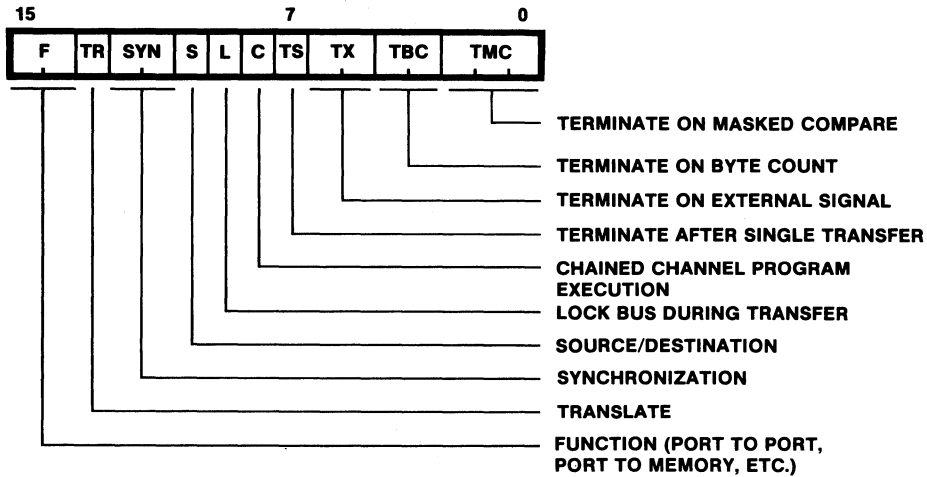 15 7 0
F TR SYN S L C TS TX TBC TMC
TERMINATE ON MASKED COMPARE
TERMINATE ON BYTE COUNT
TERMINATE ON EXTERNAL SIGNAL
TERMINATE AFTER SINGLE TRANSFER
CHAINED CHANNEL PROGRAM
EXECUTION
LOCK BUS DURING TRANSFER
SOURCE/DESTINATION
SYNCHRONIZATION
TRANSLATE
FUNCTION (PORT TO PORT,
PORT TO MEMORY, ETC.)